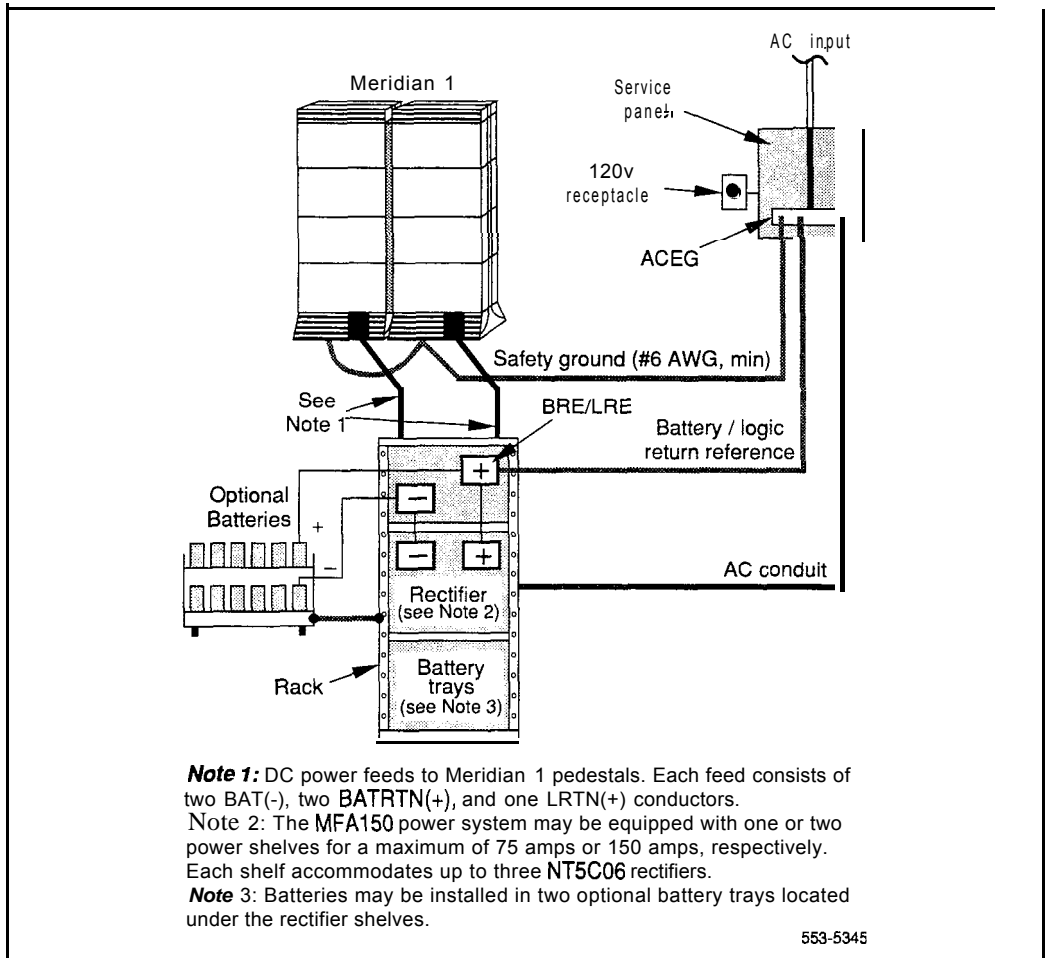 AC input
Meridian 1
Service
panel
120v
receptacle
ACEG
Safety ground (#6 AWG, min)
See
Note 1
BRE/LRE
Battery / logic
return reference
+
−
Optional
Batteries
+
−
−
+
AC conduit
Rectifier
(see Note 2)
Battery
trays
(see Note 3)
Rack
Note 1: DC power feeds to Meridian 1 pedestals. Each feed consists of
two BAT(-), two BATRTN(+), and one LRTN(+) conductors.
Note 2: The MFA150 power system may be equipped with one or two
power shelves for a maximum of 75 amps or 150 amps, respectively.
Each shelf accommodates up to three NT5C06 rectifiers.
Note 3: Batteries may be installed in two optional battery trays located
under the rectifier shelves.
553-5345